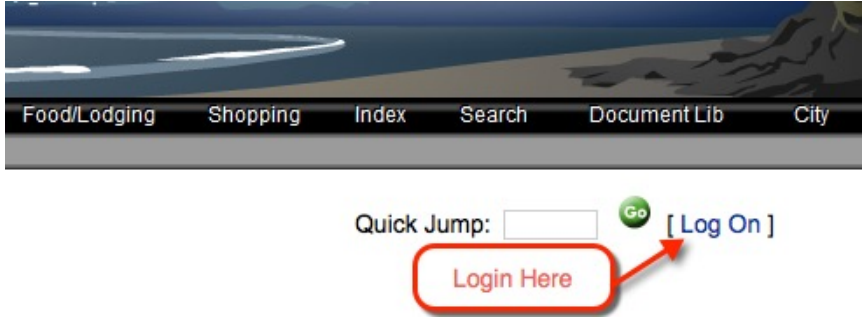 Food/Lodging Shopping Index Search Document Lib City
Quick Jump: Go [ Log On ]
Login Here